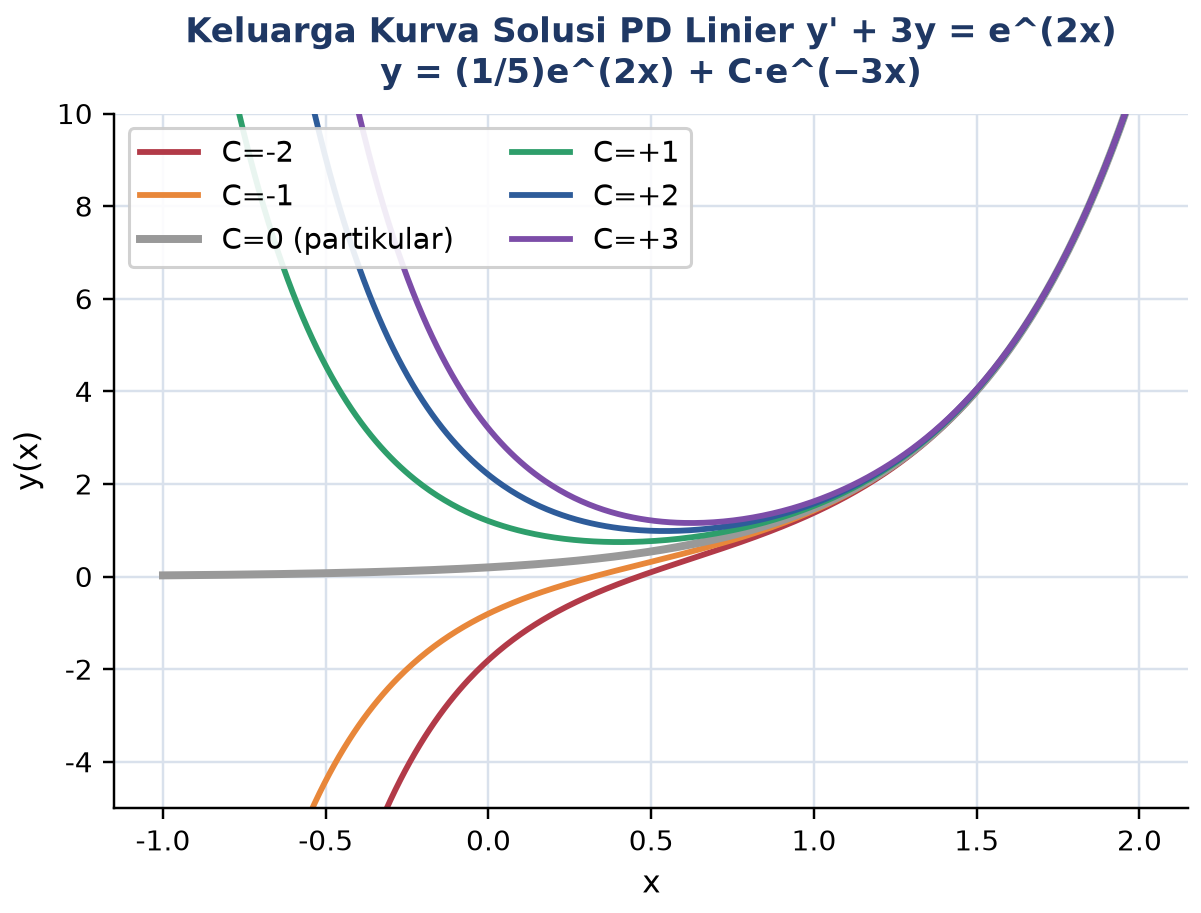 Keluarga Kurva Solusi PD Linier y' + 3y = e^(2x)
y = (1/5)e^(2x) + C·e^(−3x)
C=-2
C=-1
C=0 (partikular)
C=+1
C=+2
C=+3
y(x)
10
8
6
4
2
0
-2
-4
-1.0
-0.5
0.0
0.5
1.0
1.5
2.0
x